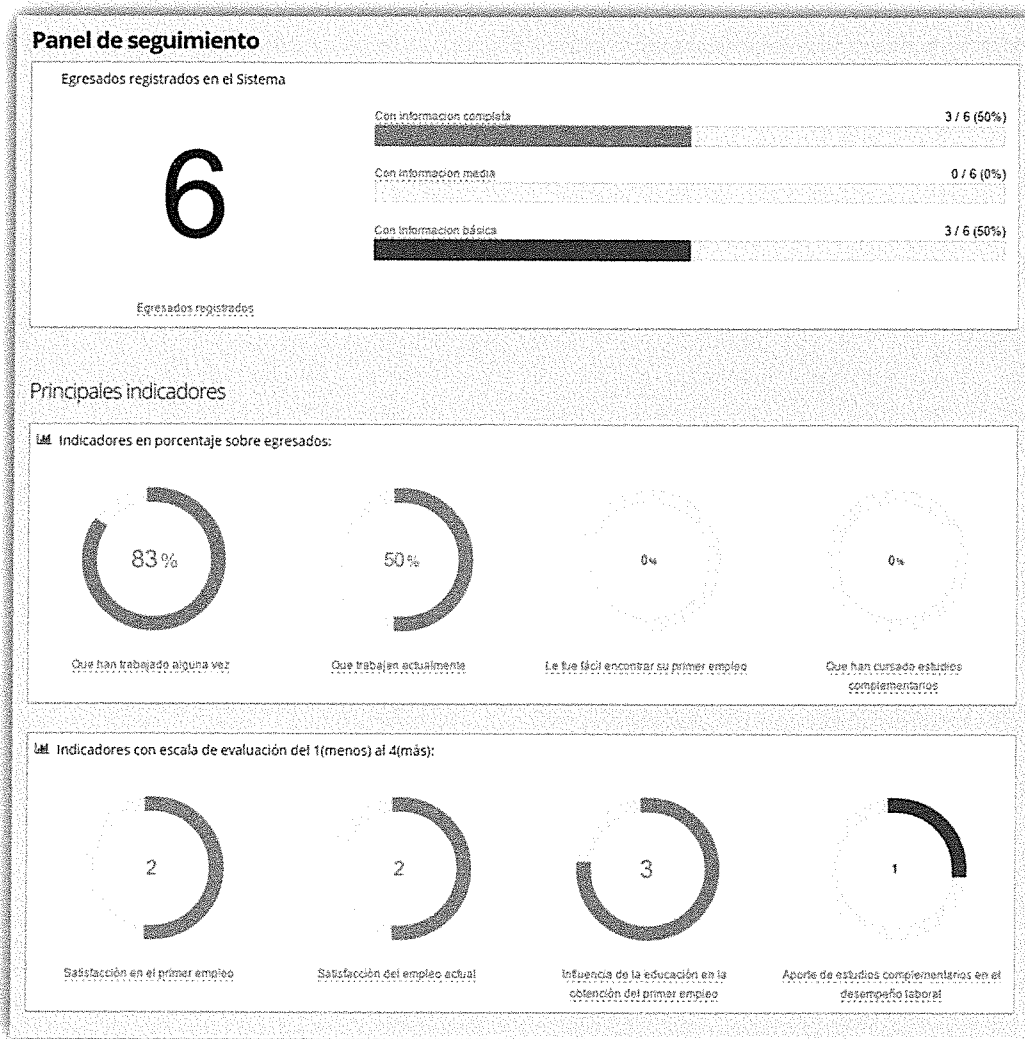 Panel de seguimiento
Egresados registrados en el Sistema
6
Egresados registrados
Con informacion completa 3 / 6 (50%)
Con informacion media 0 / 6 (0%)
Con informacion básica 3 / 6 (50%)
Principales indicadores
Indicadores en porcentaje sobre egresados:
83% 50% 0% 0%
Que han trabajado alguna vez Que trabajan actualmente Le fue fácil encontrar su primer empleo Que han cursado estudios
complementarios
Indicadores con escala de evaluación del 1(menos) al 4(más):
2 2 3 1
Satisfacción en el primer empleo Satisfacción del empleo actual Influencia de la educación en la Aporte de estudios complementarios en el
obtención del primer empleo desempeño laboral